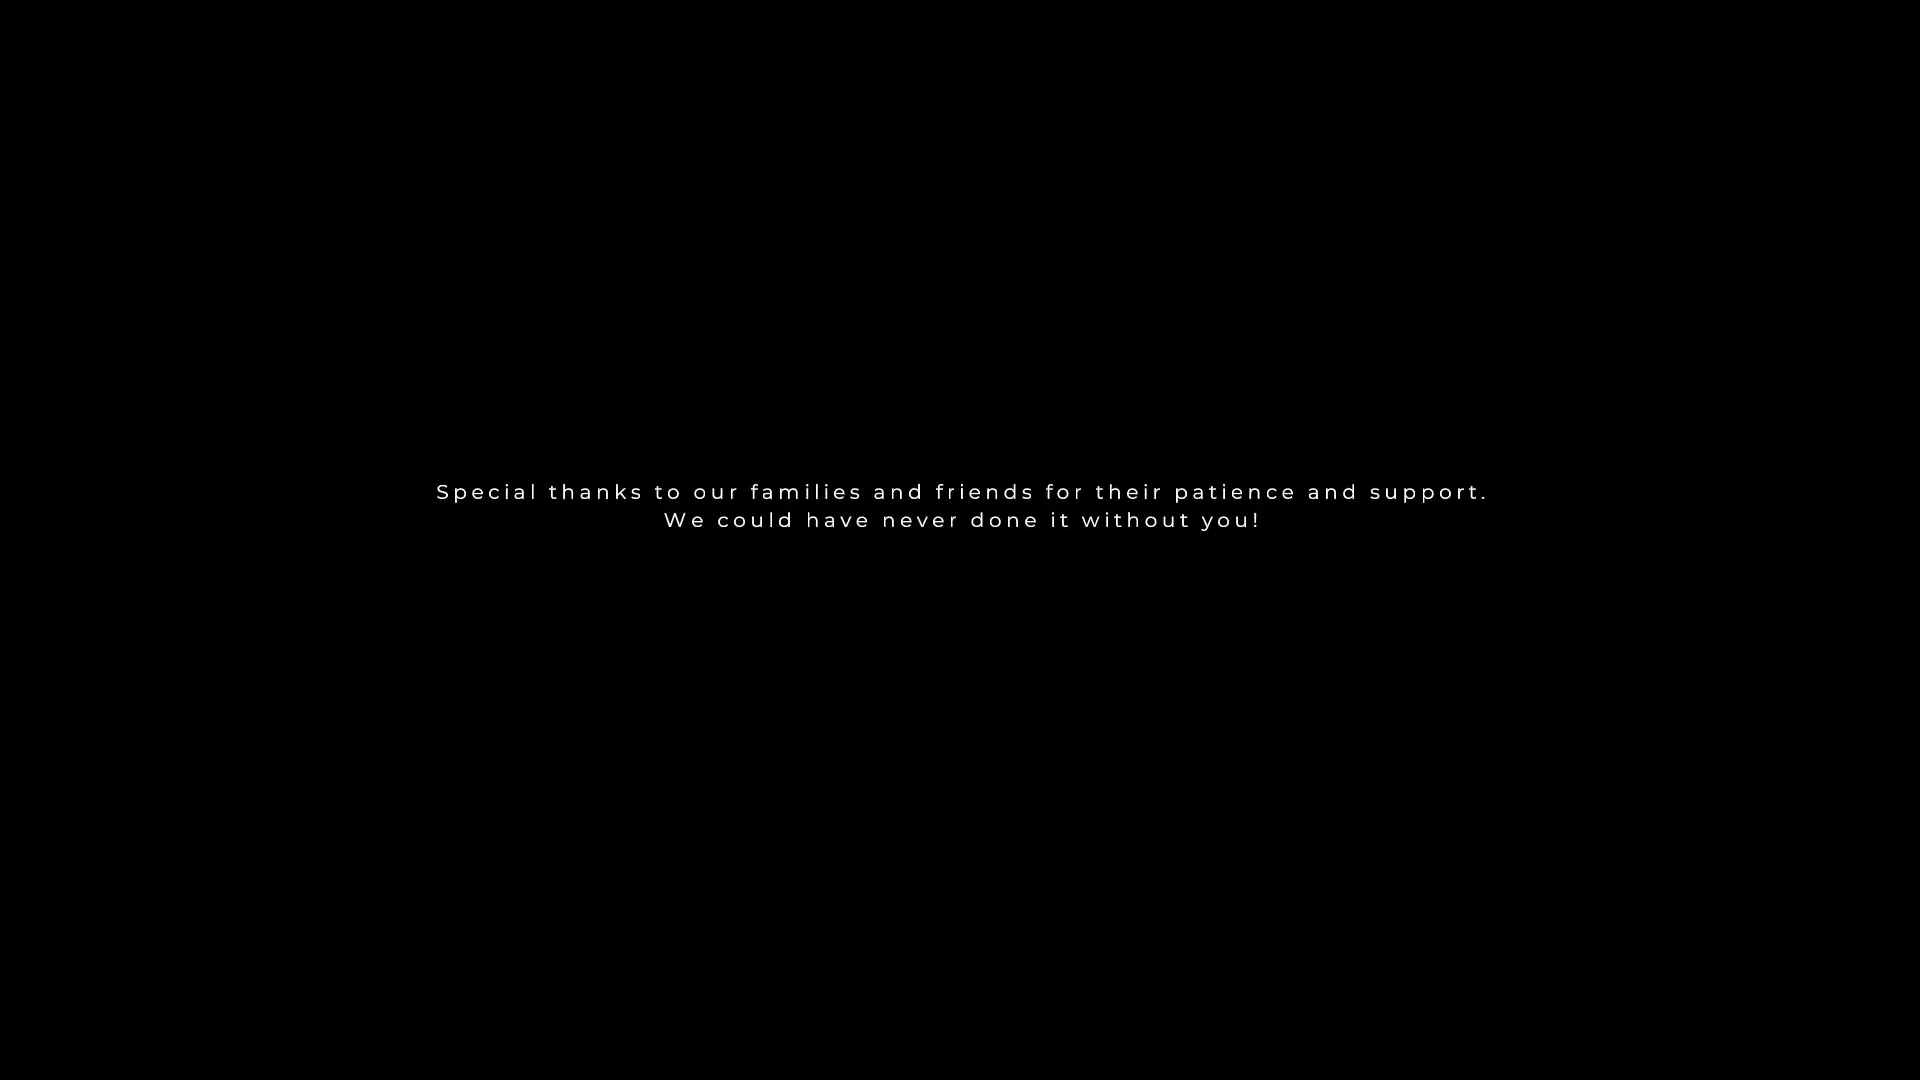 Special thanks to our families and friends for their patience and support.
We could have never done it without you!